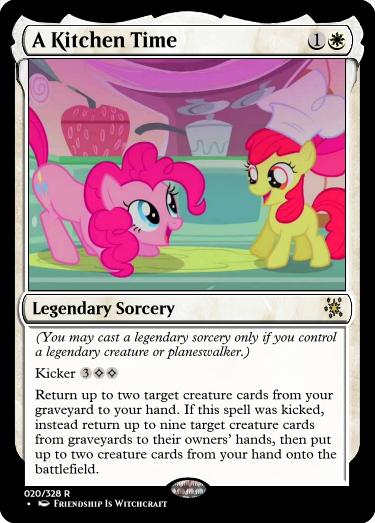 A Kitchen Time 1
Legendary Sorcery
(You may cast a legendary sorcery only if you control
a legendary creature or planeswalker.)
Kicker 3
Return up to two target creature cards from your
graveyard to your hand. If this spell was kicked,
instead return up to nine target creature cards
from graveyards to their owners' hands, then put
up to two creature cards from your hand onto the
battlefield.
020/328 R
• Friendship Is Witchcraft